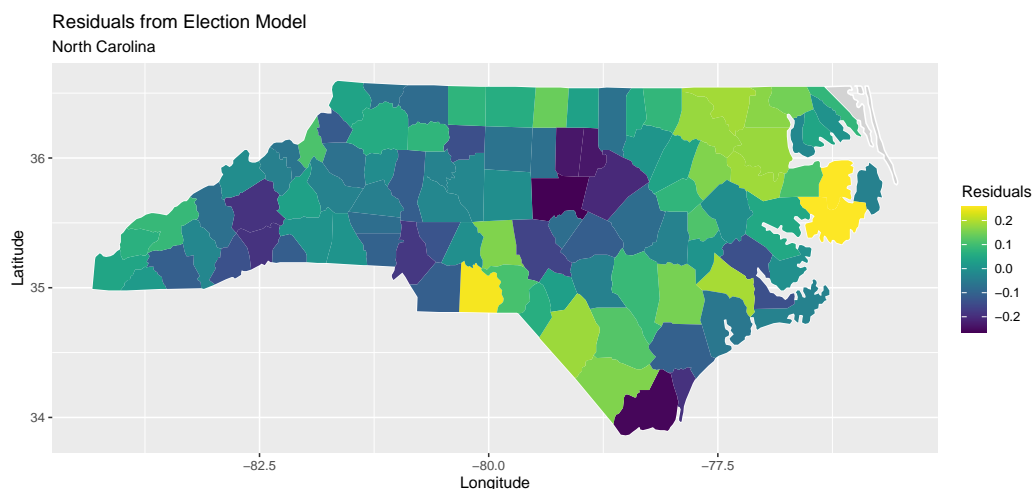 Residuals from Election Model
North Carolina
Latitude
36
35
34
−82.5
−80.0
−77.5
Longitude
Residuals
0.2
0.1
0.0
−0.1
−0.2